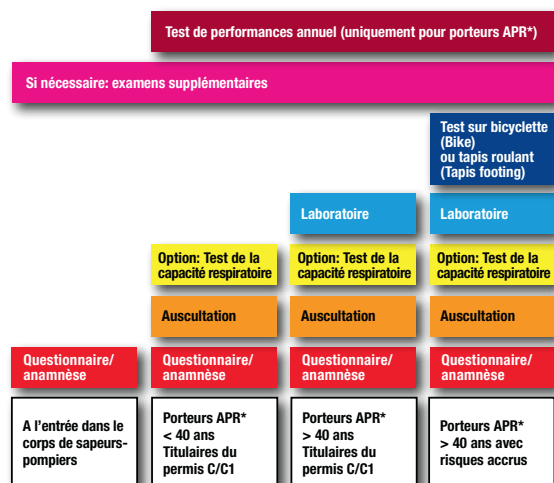 Test de performances annuel (uniquement pour porteurs APR*)
Si nécessaire: examens supplémentaires
Test sur bicyclette
(Bike)
ou tapis roulant
(Tapis footing)
Laboratoire
Laboratoire
Option: Test de la
capacité respiratoire
Option: Test de la
capacité respiratoire
Option: Test de la
capacité respiratoire
Auscultation
Auscultation
Auscultation
Questionnaire/
anamnèse
Questionnaire/
anamnèse
Questionnaire/
anamnèse
Questionnaire/
anamnèse
A l'entrée dans le
corps de sapeurs-
pompiers
Porteurs APR*
< 40 ans
Titulaires du
permis C/C1
Porteurs APR*
> 40 ans
Titulaires du
permis C/C1
Porteurs APR*
> 40 ans avec
risques accrus